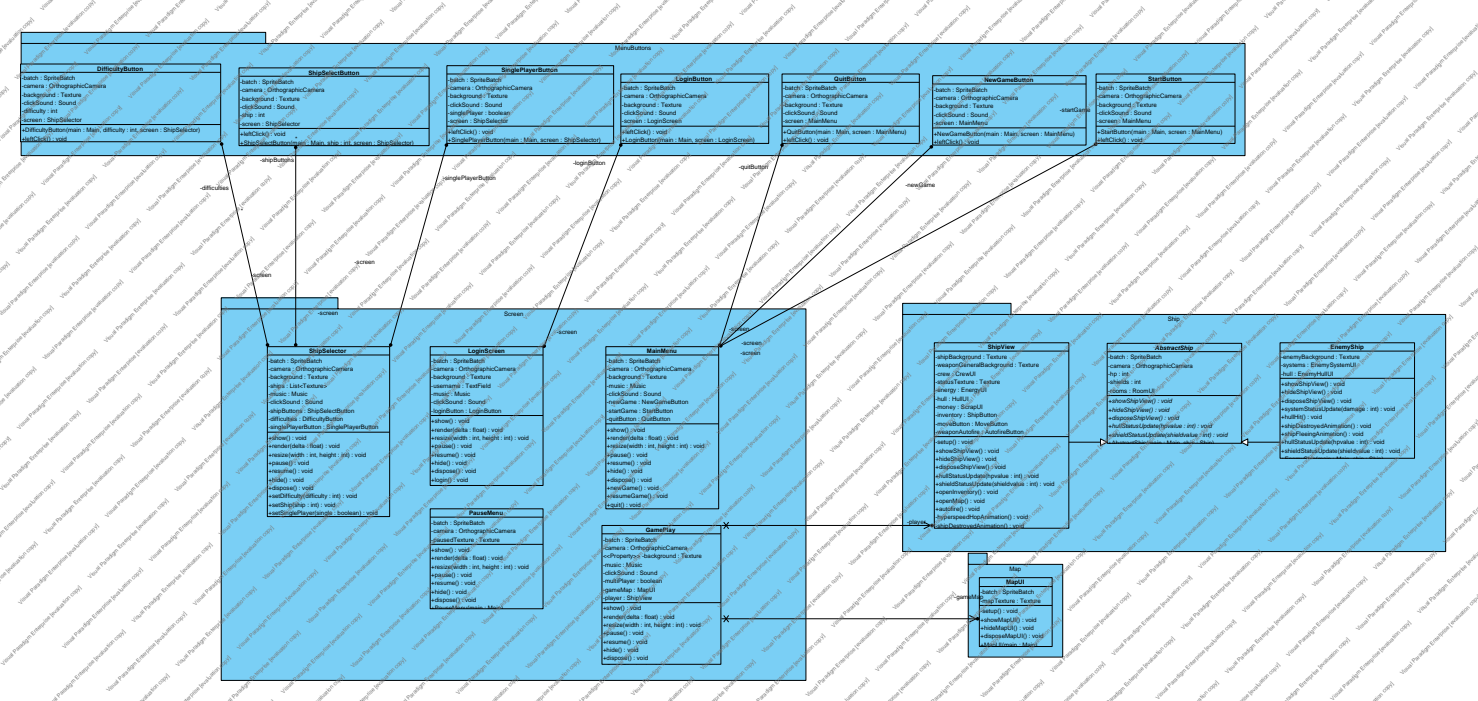 MenuButtons
DifficultyButton
-batch : SpriteBatch
-camera : OrthographicCamera
-background : Texture
-clickSound : Sound
-difficulty : int
-screen : ShipSelector
+DifficultyButton(main : Main, difficulty : int, screen : ShipSelector)
+leftClick() : void
ShipSelectButton
-batch : SpriteBatch
-camera : OrthographicCamera
-background : Texture
-clickSound : Sound
-ship : int
-screen : ShipSelector
+leftClick() : void
+ShipSelectButton(main : Main, ship : int, screen : ShipSelector)
SinglePlayerButton
-batch : SpriteBatch
-camera : OrthographicCamera
-background : Texture
-clickSound : Sound
-singlePlayer : boolean
-screen : ShipSelector
+leftClick() : void
+SinglePlayerButton(main : Main, screen : ShipSelector)
LoginButton
-batch : SpriteBatch
-camera : OrthographicCamera
-background : Texture
-clickSound : Sound
-screen : LoginScreen
+leftClick() : void
+LoginButton(main : Main, screen : LoginScreen)
QuitButton
-batch : SpriteBatch
-camera : OrthographicCamera
-background : Texture
-clickSound : Sound
-screen : MainMenu
+QuitButton(main : Main, screen : MainMenu)
+leftClick() : void
NewGameButton
-batch : SpriteBatch
-camera : OrthographicCamera
-background : Texture
-clickSound : Sound
-screen : MainMenu
+NewGameButton(main : Main, screen : MainMenu)
+leftClick() : void
-startGame
StartButton
-batch : SpriteBatch
-camera : OrthographicCamera
-background : Texture
-clickSound : Sound
-screen : MainMenu
+StartButton(main : Main, screen : MainMenu)
+leftClick() : void
-shipButtons
-loginButton
-quitButton
-difficulties
-singlePlayerButton
-newGame
-screen
-screen
-screen
-screen
-screen
-screen
-screen
Screen
ShipSelector
-batch : SpriteBatch
-camera : OrthographicCamera
-background : Texture
-ships : List<Texture>
-music : Music
-clickSound : Sound
-shipButtons : ShipSelectButton
-difficulties : DifficultyButton
-singlePlayerButton : SinglePlayerButton
+show() : void
+render(delta : float) : void
+resize(width : int, height : int) : void
+pause() : void
+resume() : void
+hide() : void
+dispose() : void
+setDifficulty(difficulty : int) : void
+setShip(ship : int) : void
+setSinglePlayer(single : boolean) : void
LoginScreen
-batch : SpriteBatch
-camera : OrthographicCamera
-background : Texture
-username : TextField
-music : Music
-clickSound : Sound
-loginButton : LoginButton
+show() : void
+render(delta : float) : void
+resize(width : int, height : int) : void
+pause() : void
+resume() : void
+hide() : void
+dispose() : void
+login() : void
MainMenu
-batch : SpriteBatch
-camera : OrthographicCamera
-background : Texture
-music : Music
-clickSound : Sound
-newGame : NewGameButton
-startGame : StartButton
-quitButton : QuitButton
+show() : void
+render(delta : float) : void
+resize(width : int, height : int) : void
+pause() : void
+resume() : void
+hide() : void
+dispose() : void
+newGame() : void
+resumeGame() : void
+quit() : void
PauseMenu
-batch : SpriteBatch
-camera : OrthographicCamera
-pausedTexture : Texture
+show() : void
+render(delta : float) : void
+resize(width : int, height : int) : void
+pause() : void
+resume() : void
+hide() : void
+dispose() : void
+PauseMenu(main : Main)
GamePlay
-batch : SpriteBatch
-camera : OrthographicCamera
-<<Property>> -background : Texture
-music : Music
-clickSound : Sound
-multiPlayer : boolean
-gameMap : MapUI
-player : ShipView
+show() : void
+render(delta : float) : void
+resize(width : int, height : int) : void
+pause() : void
+resume() : void
+hide() : void
+dispose() : void
Ship
ShipView
-shipBackground : Texture
-weaponGeneralBackground : Texture
-crew : CrewUI
-statusTexture : Texture
-energy : EnergyUI
-hull : HullUI
-money : ScrapUI
-inventory : ShipButton
-moveButton : MoveButton
-weaponAutofire : AutofireButton
-setup() : void
+showShipView() : void
+hideShipView() : void
+disposeShipView() : void
+hullStatusUpdate(hpvalue : int) : void
+shieldStatusUpdate(shieldvalue : int) : void
+openInventory() : void
+openMap() : void
+autofire() : void
+hyperspeedHopAnimation() : void
+shipDestroyedAnimation() : void
AbstractShip
-batch : SpriteBatch
-camera : OrthographicCamera
-hp : int
-shields : int
-rooms : RoomUI
+showShipView() : void
+hideShipView() : void
+disposeShipView() : void
+hullStatusUpdate(hpvalue : int) : void
+shieldStatusUpdate(shieldvalue : int) : void
EnemyShip
-enemyBackground : Texture
-systems : EnemySystemUI
-hull : EnemyHullUI
+showShipView() : void
+hideShipView() : void
+disposeShipView() : void
+systemStatusUpdate(damage : int) : void
+hullHit() : void
+shipDestroyedAnimation() : void
+shipFleeingAnimation() : void
+hullStatusUpdate(hpvalue : int) : void
+shieldStatusUpdate(shieldvalue : int) : void
-player
-gameMap
Map
MapUI
-batch : SpriteBatch
-mapTexture : Texture
-setup() : void
+showMapUI() : void
+hideMapUI() : void
+disposeMapUI() : void
+MapUI(main : Main)